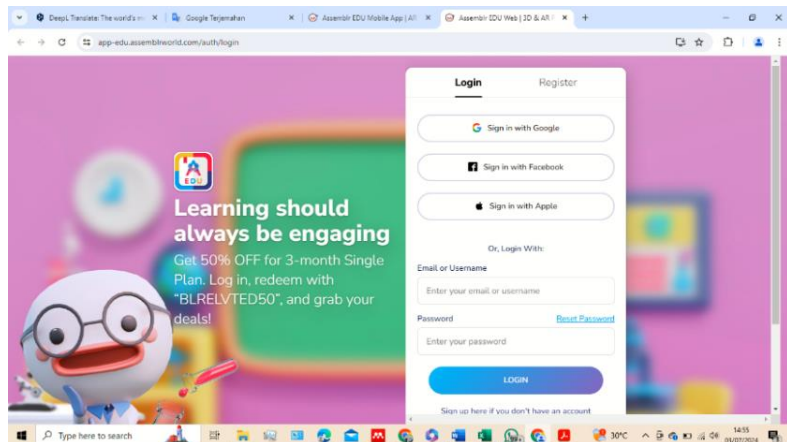 DeepL Translate: The world's m
Google Terjemahan
Assemblr EDU Mobile App | AR
Assemblr EDU Web | 3D & AR
app-edu.assemblrworld.com/auth/login
Login
Register
Sign in with Google
Sign in with Facebook
Sign in with Apple
Or, Login With:
Email or Username
Enter your email or username
Password
Reset Password
Enter your password
LOGIN
Sign up here if you don't have an account
EDU
Learning should
always be engaging
Get 50% OFF for 3-month Single
Plan. Log in, redeem with
"BLRELVTED50", and grab your
deals!
Type here to search
30°C
14:55